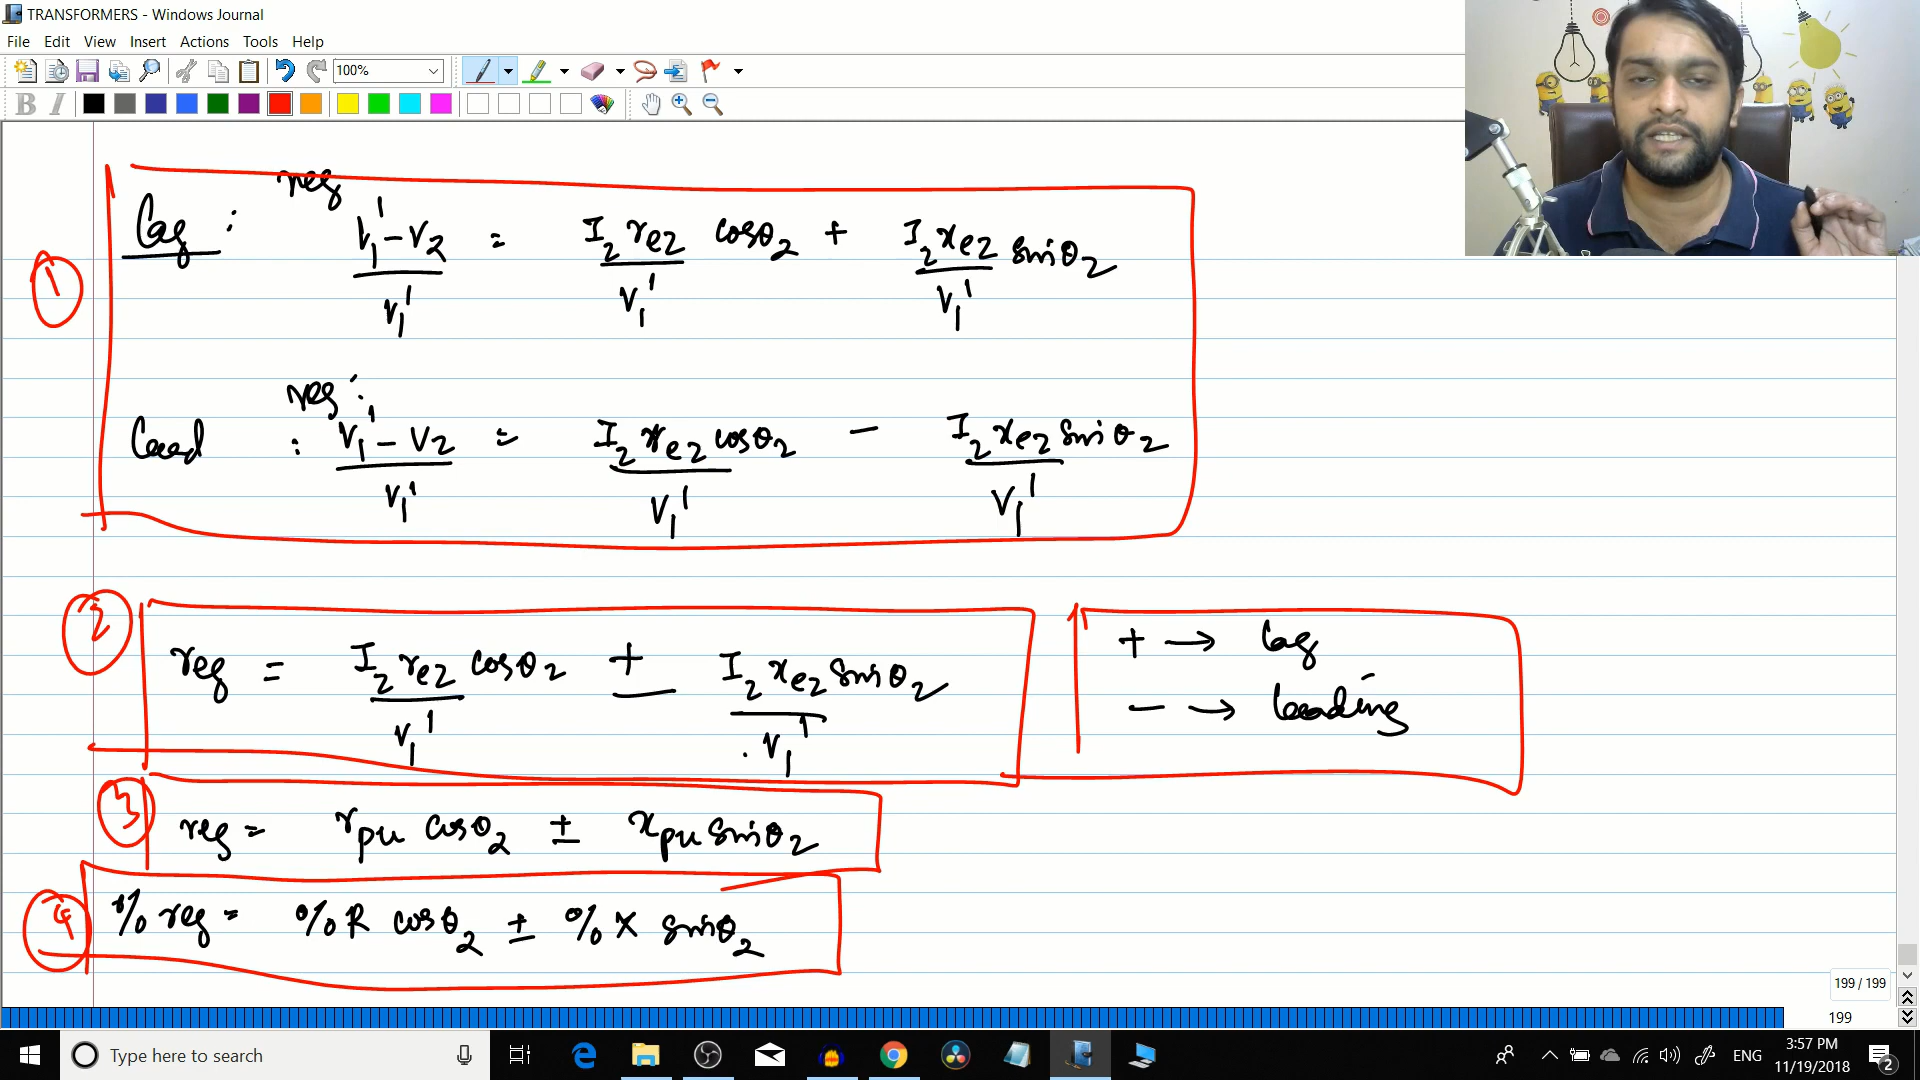 TRANSFORMERS - Windows Journal
File Edit View Insert Actions Tools Help
100%
B I
reg
Lag : V₁' - V₂ / V₁' = I₂ re2 / V₁' cosθ₂ + I₂ xe2 / V₁' sinθ₂
1
reg :
Lead : V₁' - V₂ / V₁' = I₂ re2 cosθ₂ / V₁' - I₂ xe2 sinθ₂ / V₁'
2
reg = I₂ re2 cosθ₂ / V₁' ± I₂ xe2 sinθ₂ / V₁'
+ → lag
- → leading
3
reg = rpu cosθ₂ ± xpu sinθ₂
4
% reg = % R cosθ₂ ± % X sinθ₂
199 / 199
199
Type here to search
ENG
3:57 PM
11/19/2018
2